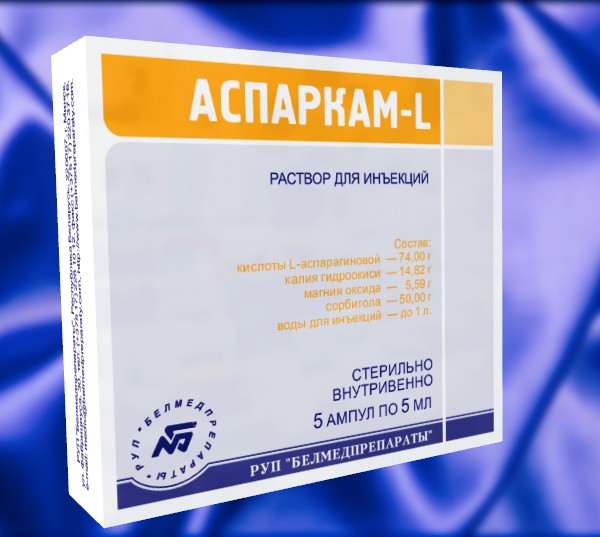 АСПАРКАМ-L
РАСТВОР ДЛЯ ИНЪЕКЦИЙ
Состав:
кислоты L-аспарагиновой — 74,00 г
калия гидроокиси — 14,82 г
магния оксида — 5,59 г
сорбитола — 50,00 г
воды для инъекций — до 1 л.
СТЕРИЛЬНО
ВНУТРИВЕННО
5 АМПУЛ ПО 5 МЛ
РУП "БЕЛМЕДПРЕПАРАТЫ"
РУП • БЕЛМЕДПРЕПАРАТЫ •